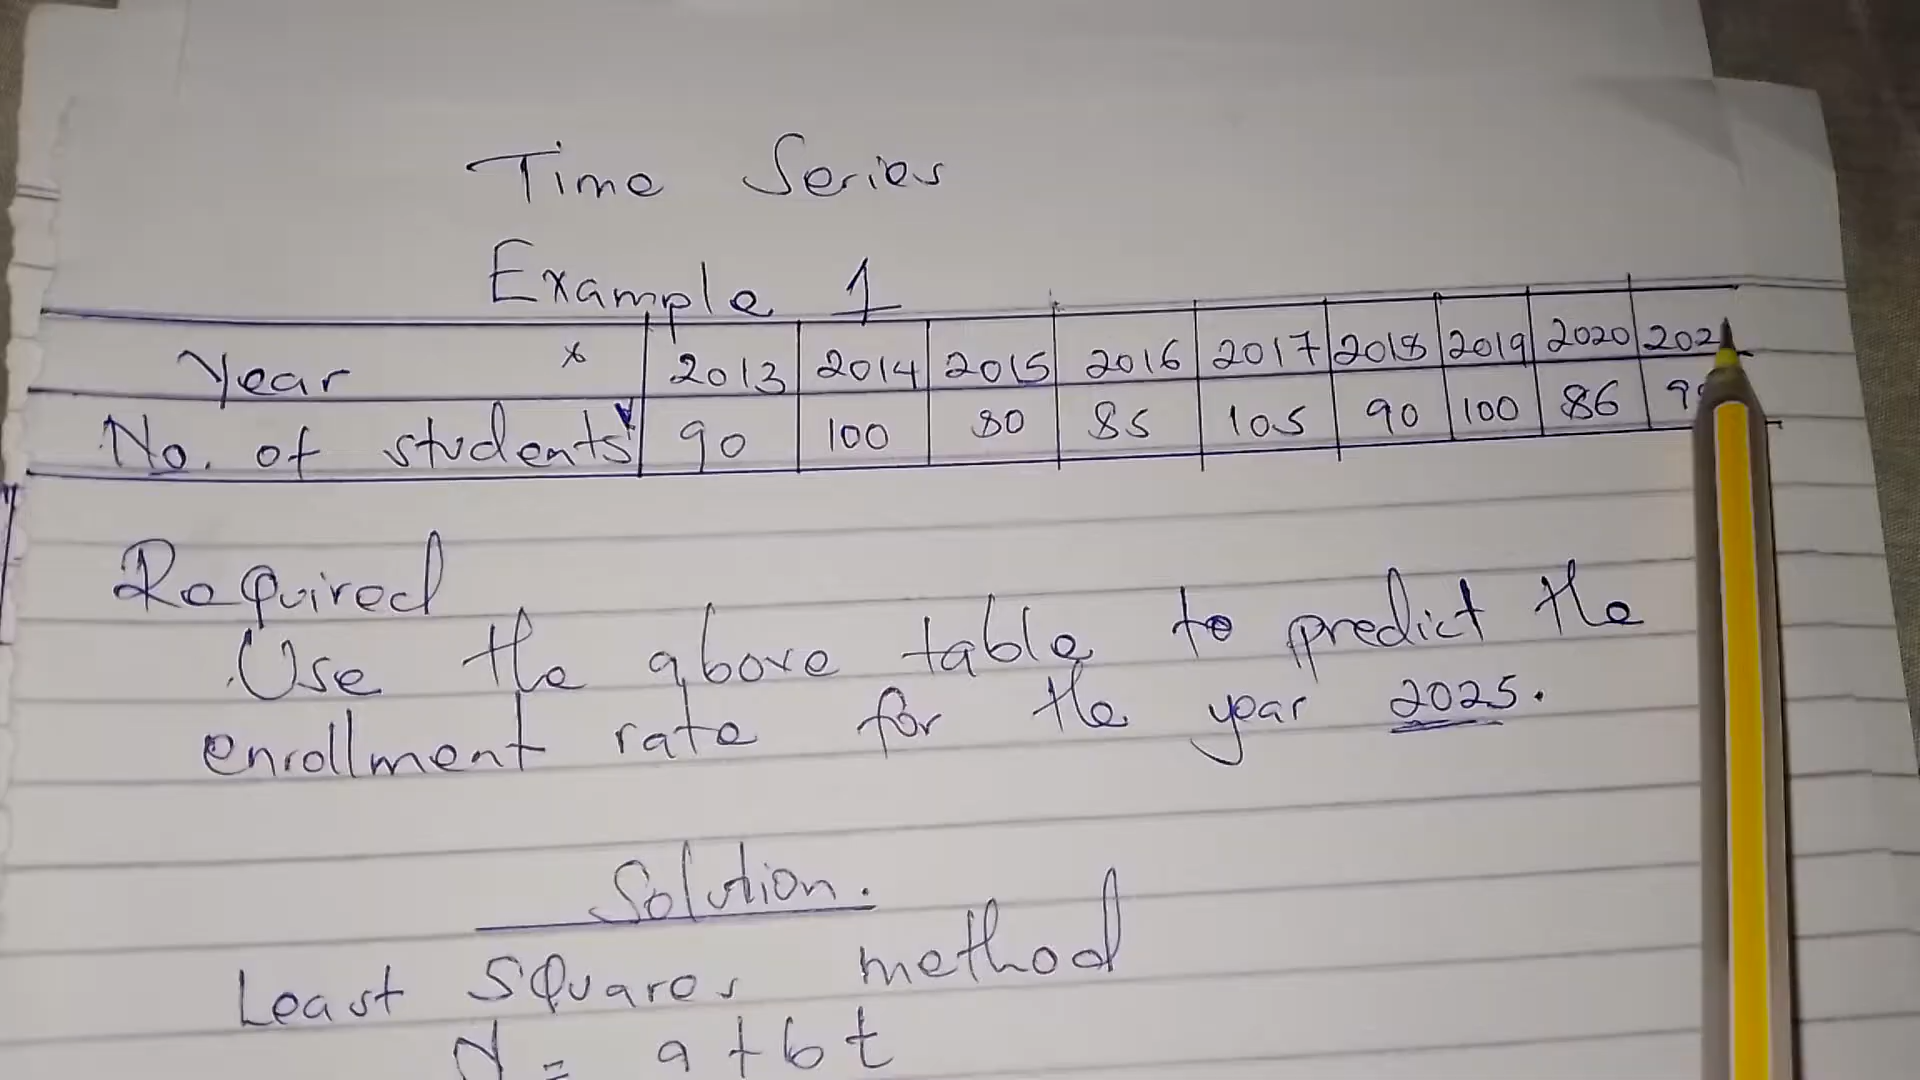 Time Series
Example 1
Year x 2013 2014 2015 2016 2017 2018 2019 2020
No. of students Y 90 100 80 85 105 90 100 86
Required
Use the above table to predict the
enrollment rate for the year 2025.
Solution.
Least Squares method
Y = a + b t